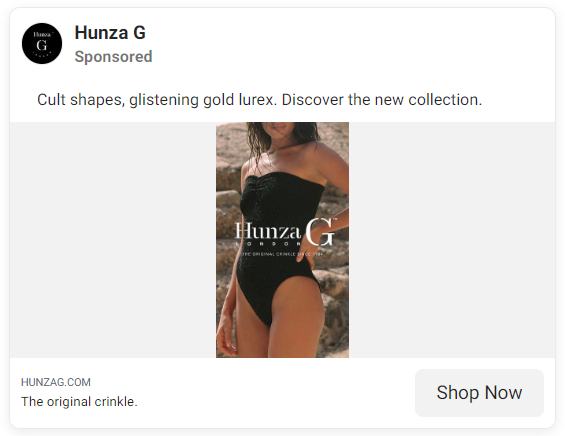 Hunza
G
Hunza G
Sponsored
Cult shapes, glistening gold lurex. Discover the new collection.
Hunza G
LONDON
THE ORIGINAL CRINKLE SINCE 1984
HUNZAG.COM
The original crinkle.
Shop Now